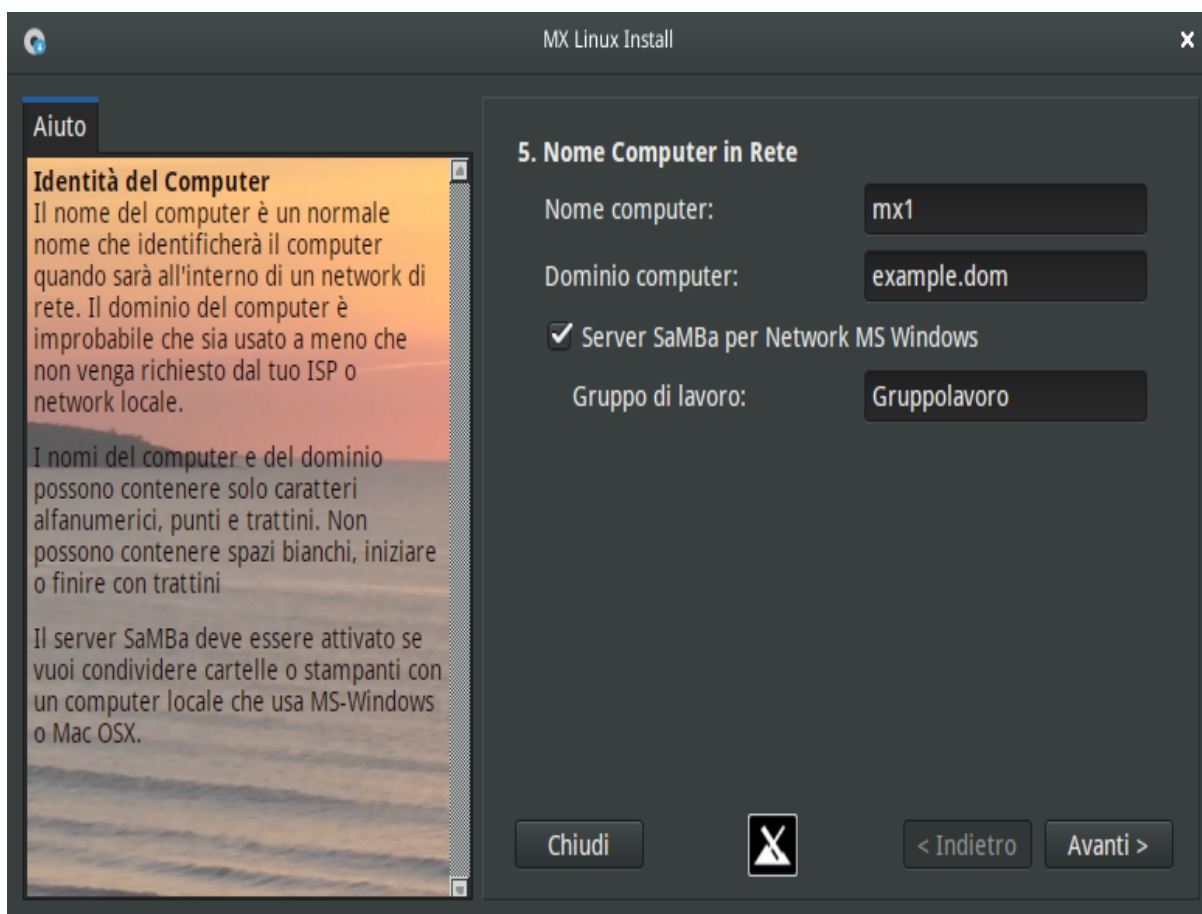 MX Linux Install
Aiuto
Identità del Computer
Il nome del computer è un normale
nome che identificherà il computer
quando sarà all'interno di un network di
rete. Il dominio del computer è
improbabile che sia usato a meno che
non venga richiesto dal tuo ISP o
network locale.
I nomi del computer e del dominio
possono contenere solo caratteri
alfanumerici, punti e trattini. Non
possono contenere spazi bianchi, iniziare
o finire con trattini
Il server SaMBa deve essere attivato se
vuoi condividere cartelle o stampanti con
un computer locale che usa MS-Windows
o Mac OSX.
5. Nome Computer in Rete
Nome computer: mx1
Dominio computer: example.dom
Server SaMBa per Network MS Windows
Gruppo di lavoro: Gruppolavoro
Chiudi < Indietro Avanti >